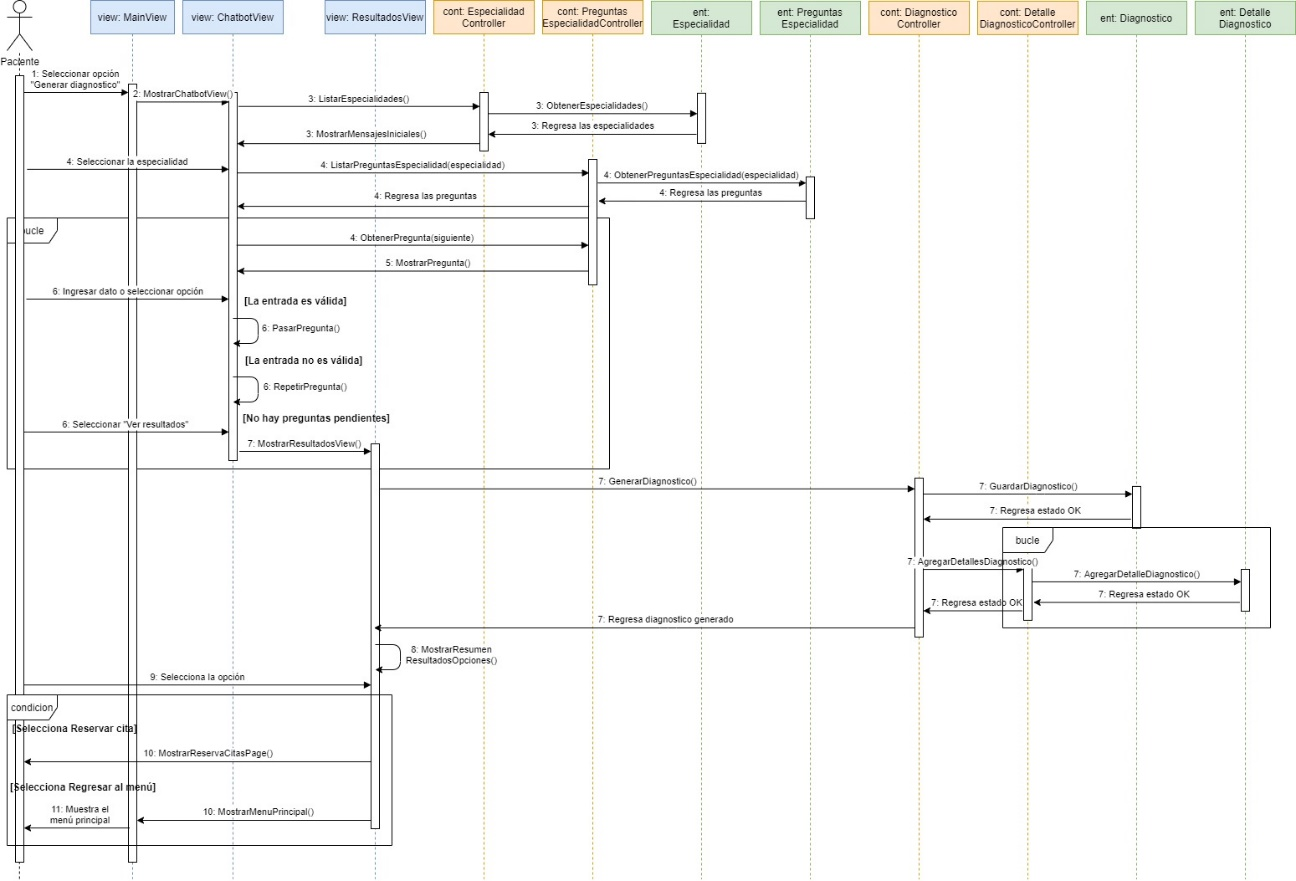 view: MainView
view: ChatbotView
view: ResultadosView
cont: Especialidad
Controller
cont: Preguntas
EspecialidadController
ent:
Especialidad
ent: Preguntas
Especialidad
cont: Diagnostico
Controller
cont: Detalle
DiagnosticoController
ent: Diagnostico
ent: Detalle
Diagnostico
Paciente
1: Seleccionar opción
"Generar diagnostico"
2: MostrarChatbotView()
3: ListarEspecialidades()
3: ObtenerEspecialidades()
3: Regresa las especialidades
3: MostrarMensajesIniciales()
4: Seleccionar la especialidad
4: ListarPreguntasEspecialidad(especialidad)
4: ObtenerPreguntasEspecialidad(especialidad)
4: Regresa las preguntas
4: Regresa las preguntas
bucle
4: ObtenerPregunta(siguiente)
5: MostrarPregunta()
6: Ingresar dato o seleccionar opción
[La entrada es válida]
6: PasarPregunta()
[La entrada no es válida]
6: RepetirPregunta()
[No hay preguntas pendientes]
6: Seleccionar "Ver resultados"
7: MostrarResultadosView()
7: GenerarDiagnostico()
7: GuardarDiagnostico()
7: Regresa estado OK
bucle
7: AgregarDetallesDiagnostico()
7: AgregarDetalleDiagnostico()
7: Regresa estado OK
7: Regresa estado OK
7: Regresa diagnostico generado
8: MostrarResumen
ResultadosOpciones()
9: Selecciona la opción
condicion
[Selecciona Reservar cita]
10: MostrarReservaCitasPage()
[Selecciona Regresar al menú]
11: Muestra el
menú principal
10: MostrarMenuPrincipal()